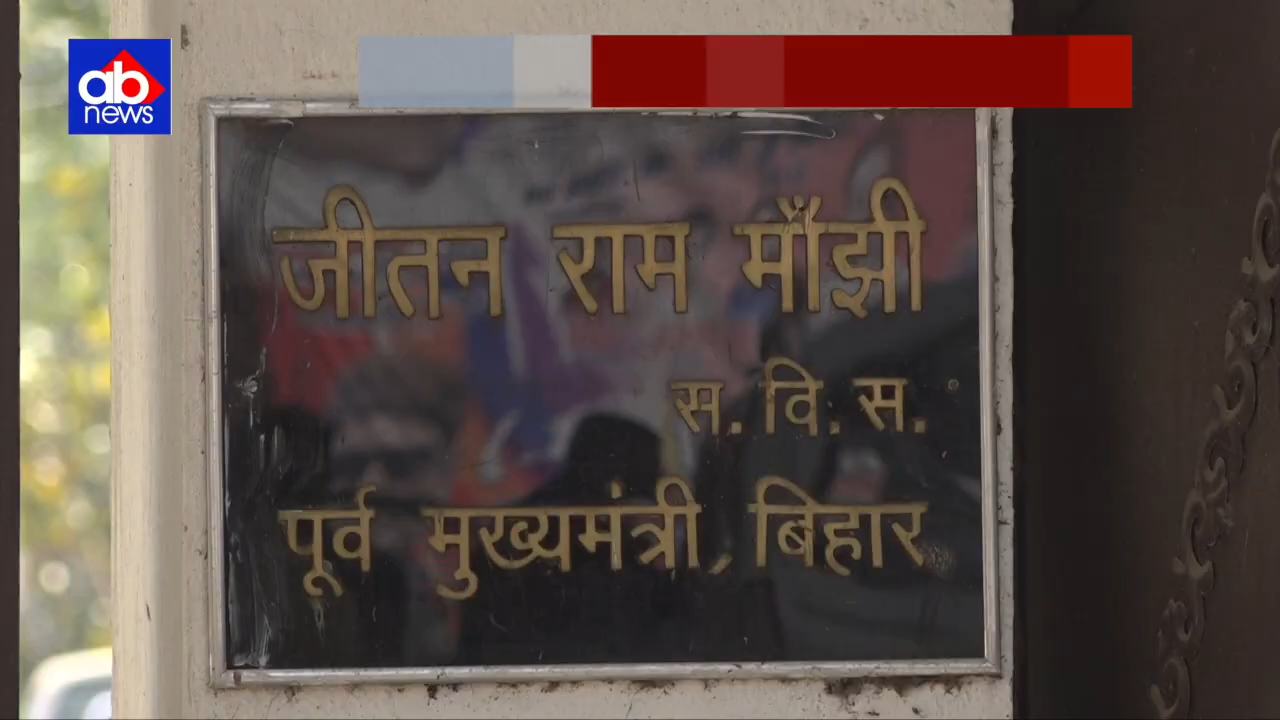 ab
news
जीतन राम माँझी
स. वि. स.
पूर्व मुख्यमंत्री, बिहार